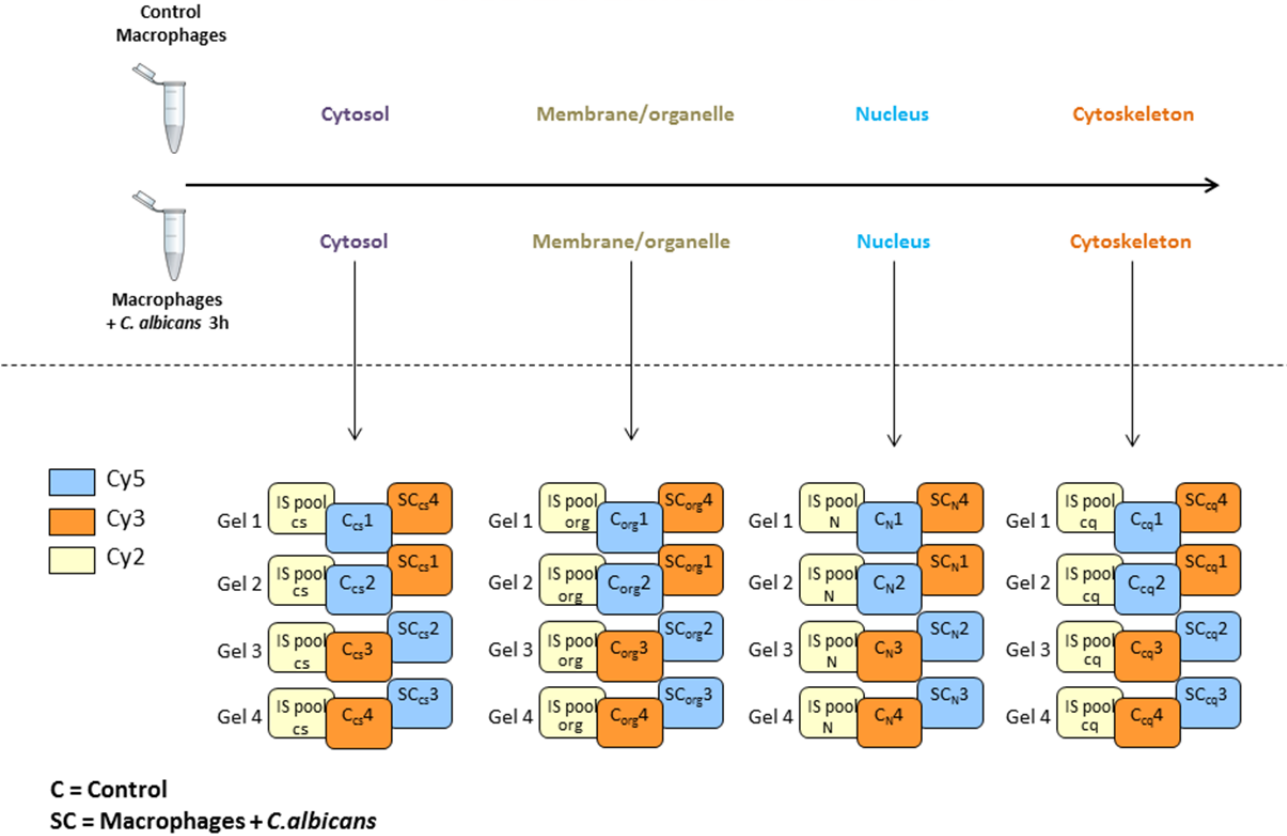 Control
Macrophages
Cytosol
Membrane/organelle
Nucleus
Cytoskeleton
Cytosol
Membrane/organelle
Nucleus
Cytoskeleton
Macrophages
+ C. albicans 3h
Cy5
Cy3
Cy2
Gel 1
IS pool
cs
Ccs1
SCcs4
Gel 2
IS pool
cs
Ccs2
SCcs1
Gel 3
IS pool
cs
Ccs3
SCcs2
Gel 4
IS pool
cs
Ccs4
SCcs3
Gel 1
IS pool
org
Corg1
SCorg4
Gel 2
IS pool
org
Corg2
SCorg1
Gel 3
IS pool
org
Corg3
SCorg2
Gel 4
IS pool
org
Corg4
SCorg3
Gel 1
IS pool
N
CN1
SCN4
Gel 2
IS pool
N
CN2
SCN1
Gel 3
IS pool
N
CN3
SCN2
Gel 4
IS pool
N
CN4
SCN3
Gel 1
IS pool
cq
Ccq1
SCcq4
Gel 2
IS pool
cq
Ccq2
SCcq1
Gel 3
IS pool
cq
Ccq3
SCcq2
Gel 4
IS pool
cq
Ccq4
SCcq3
C = Control
SC = Macrophages + C.albicans